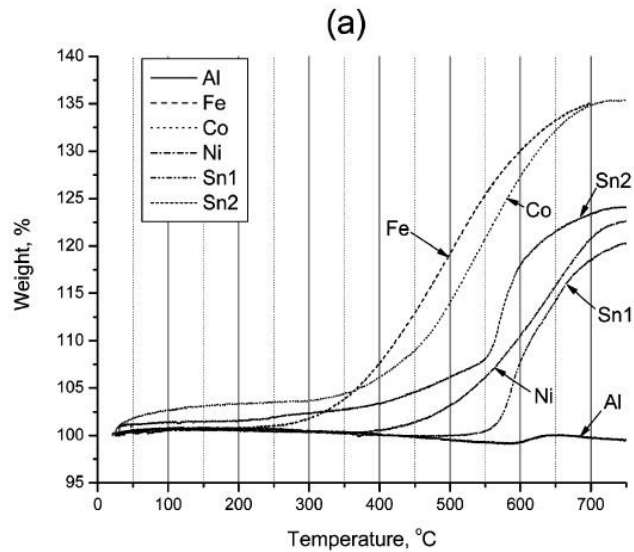 (a)
140
135
130
125
120
115
110
105
100
95
Weight, %
Al
Fe
Co
Ni
Sn1
Sn2
Fe
Co
Sn2
Sn1
Ni
Al
0 100 200 300 400 500 600 700
Temperature, °C